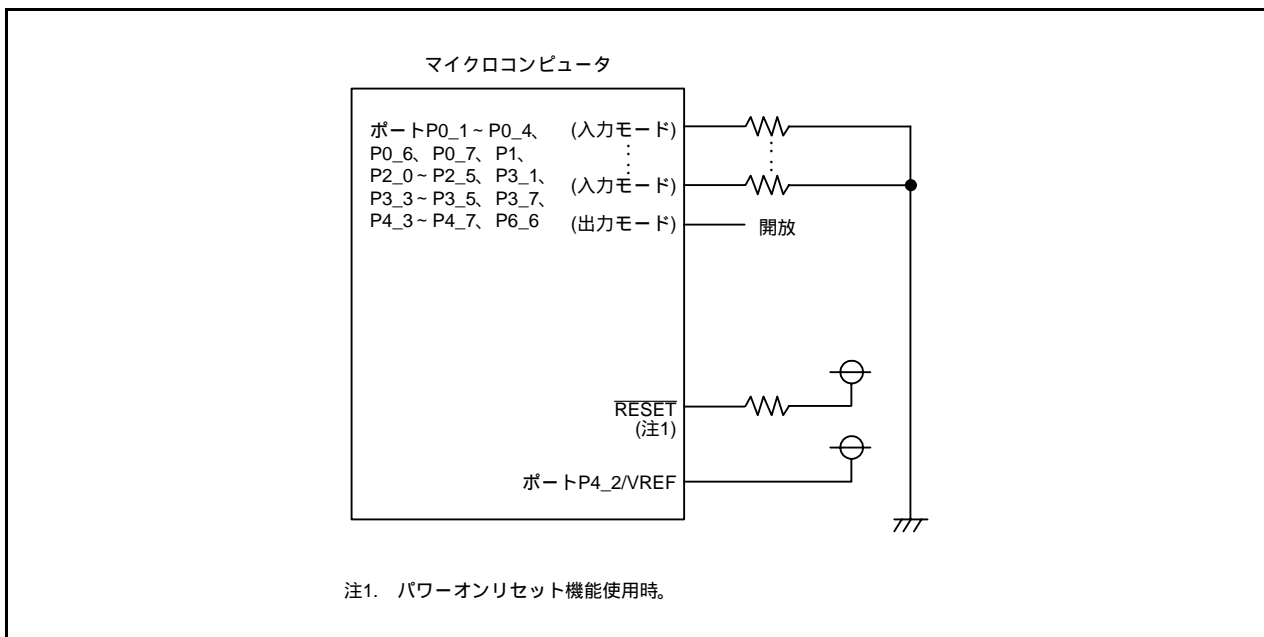 マイクロコンピュータ
ポートP0_1~P0_4、 (入力モード)
P0_6、P0_7、P1、
P2_0~P2_5、P3_1、 (入力モード)
P3_3~P3_5、P3_7、
P4_3~P4_7、P6_6 (出力モード) 開放
RESET
(注1)
ポートP4_2/VREF
注1. パワーオンリセット機能使用時。